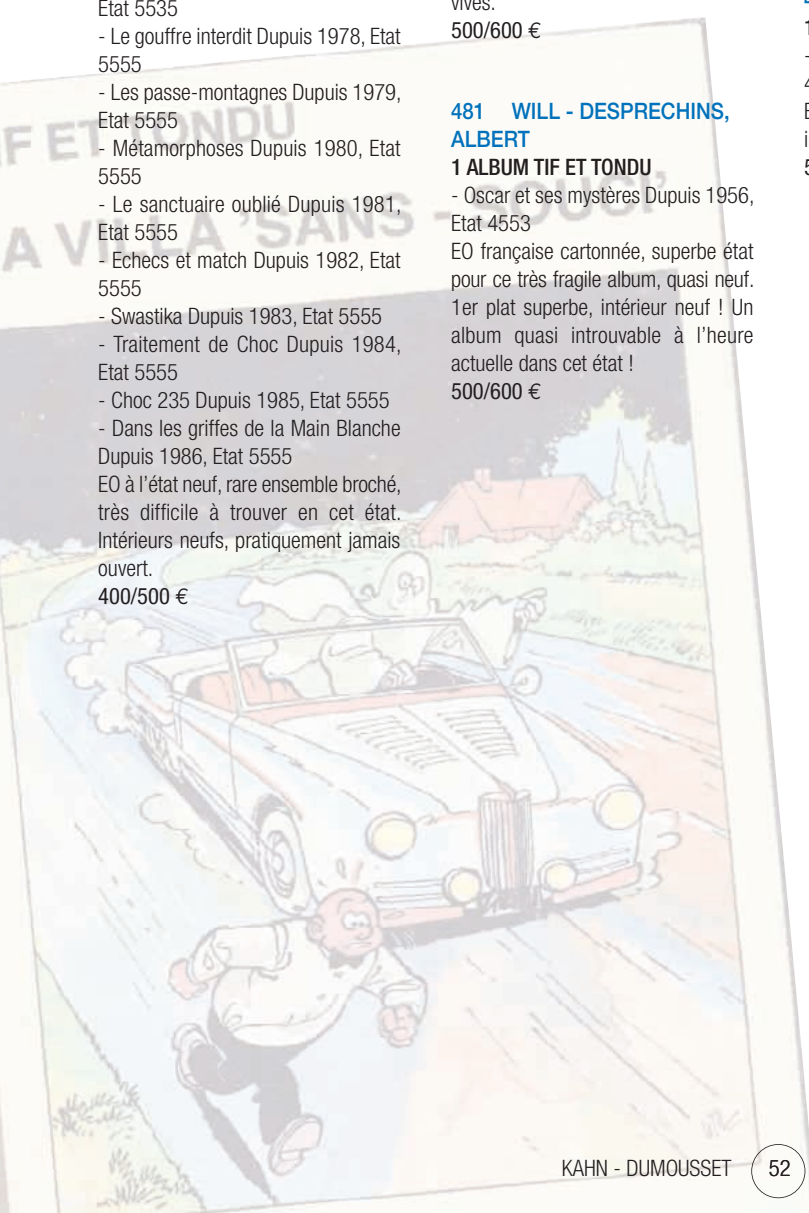 Etat 5535
- Le gouffre interdit Dupuis 1978, Etat
5555
- Les passe-montagnes Dupuis 1979,
Etat 5555
- Métamorphoses Dupuis 1980, Etat
5555
- Le sanctuaire oublié Dupuis 1981,
Etat 5555
- Echecs et match Dupuis 1982, Etat
5555
- Swastika Dupuis 1983, Etat 5555
- Traitement de Choc Dupuis 1984,
Etat 5555
- Choc 235 Dupuis 1985, Etat 5555
- Dans les griffes de la Main Blanche
Dupuis 1986, Etat 5555
EO à l'état neuf, rare ensemble broché,
très difficile à trouver en cet état.
Intérieurs neufs, pratiquement jamais
ouvert.
400/500 €
vives.
500/600 €
481 WILL - DESPRECHINS,
ALBERT
1 ALBUM TIF ET TONDU
- Oscar et ses mystères Dupuis 1956,
Etat 4553
EO française cartonnée, superbe état
pour ce très fragile album, quasi neuf.
1er plat superbe, intérieur neuf ! Un
album quasi introuvable à l'heure
actuelle dans cet état !
500/600 €
IF ET TONDU
A VILLA 'SANS - SOUCI'
KAHN - DUMOUSSET 52